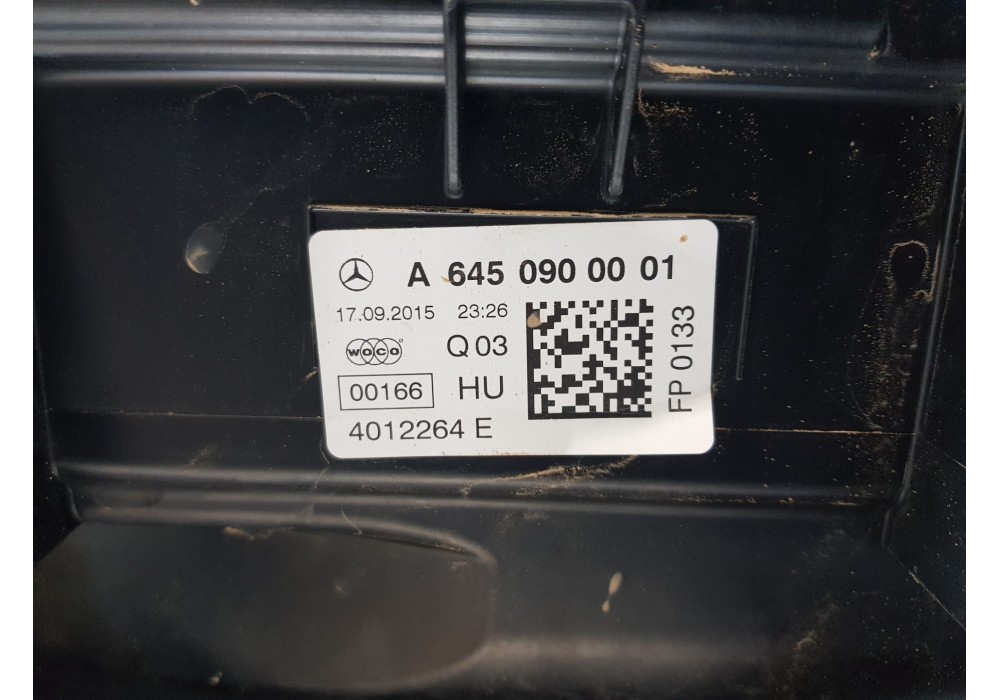 A 645 090 00 01
17.09.2015 23:26
woco Q 03
00166 HU
4012264 E
FP 0133